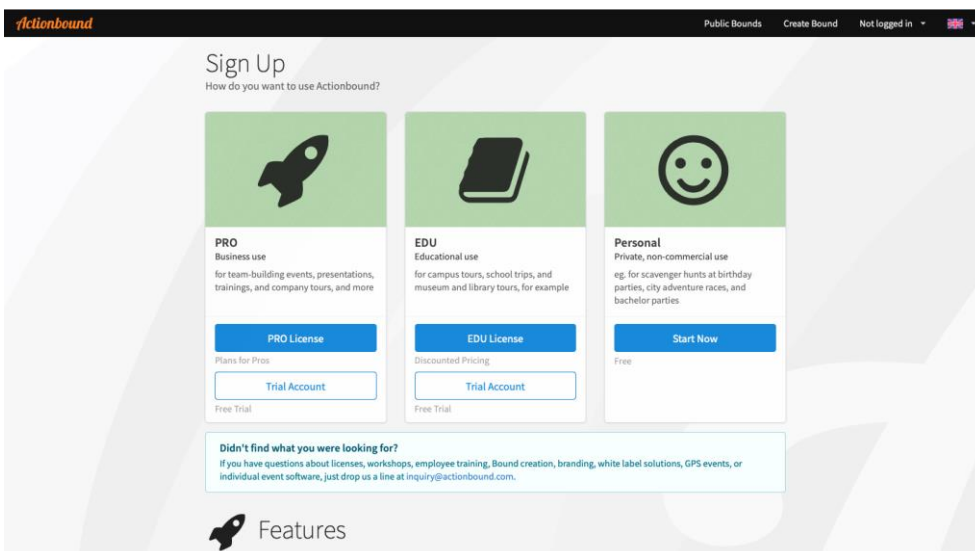 Actionbound
Public Bounds
Create Bound
Not logged in
Sign Up
How do you want to use Actionbound?
PRO
Business use
for team-building events, presentations,
trainings, and company tours, and more
PRO License
Plans for Pros
Trial Account
Free Trial
EDU
Educational use
for campus tours, school trips, and
museum and library tours, for example
EDU License
Discounted Pricing
Trial Account
Free Trial
Personal
Private, non-commercial use
eg. for scavenger hunts at birthday
parties, city adventure races, and
bachelor parties
Start Now
Free
Didn't find what you were looking for?
If you have questions about licenses, workshops, employee training, Bound creation, branding, white label solutions, GPS events, or
individual event software, just drop us a line at inquiry@actionbound.com.
Features